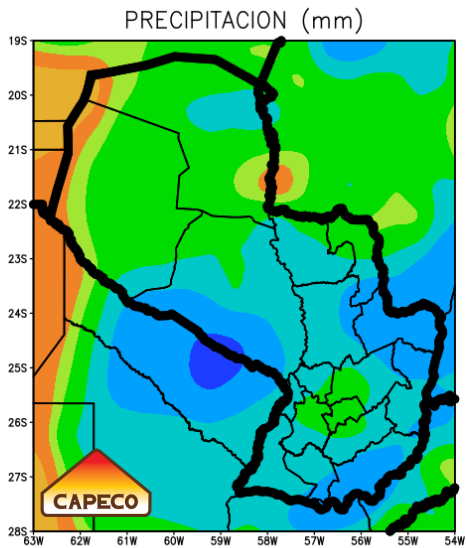 PRECIPITACION (mm)
19S
20S
21S
22S
23S
24S
25S
26S
27S
28S
CAPECO
63W 62W 61W 60W 59W 58W 57W 56W 55W 54W